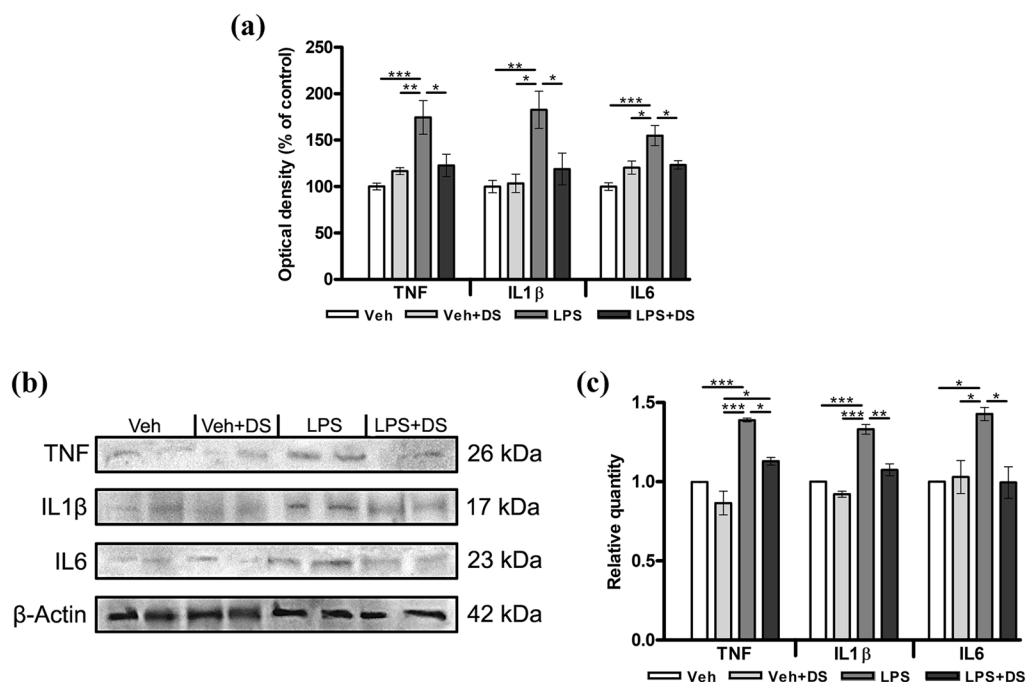 (a)
Optical density (% of control)
250
200
150
100
50
0
*** ** * ** * * *** * *
TNF IL1β IL6
Veh Veh+DS LPS LPS+DS
(b)
Veh Veh+DS LPS LPS+DS
TNF 26 kDa
IL1β 17 kDa
IL6 23 kDa
β-Actin 42 kDa
(c)
Relative quantity
1.5
1.0
0.5
0.0
*** * *** * *** *** ** * * *
TNF IL1β IL6
Veh Veh+DS LPS LPS+DS